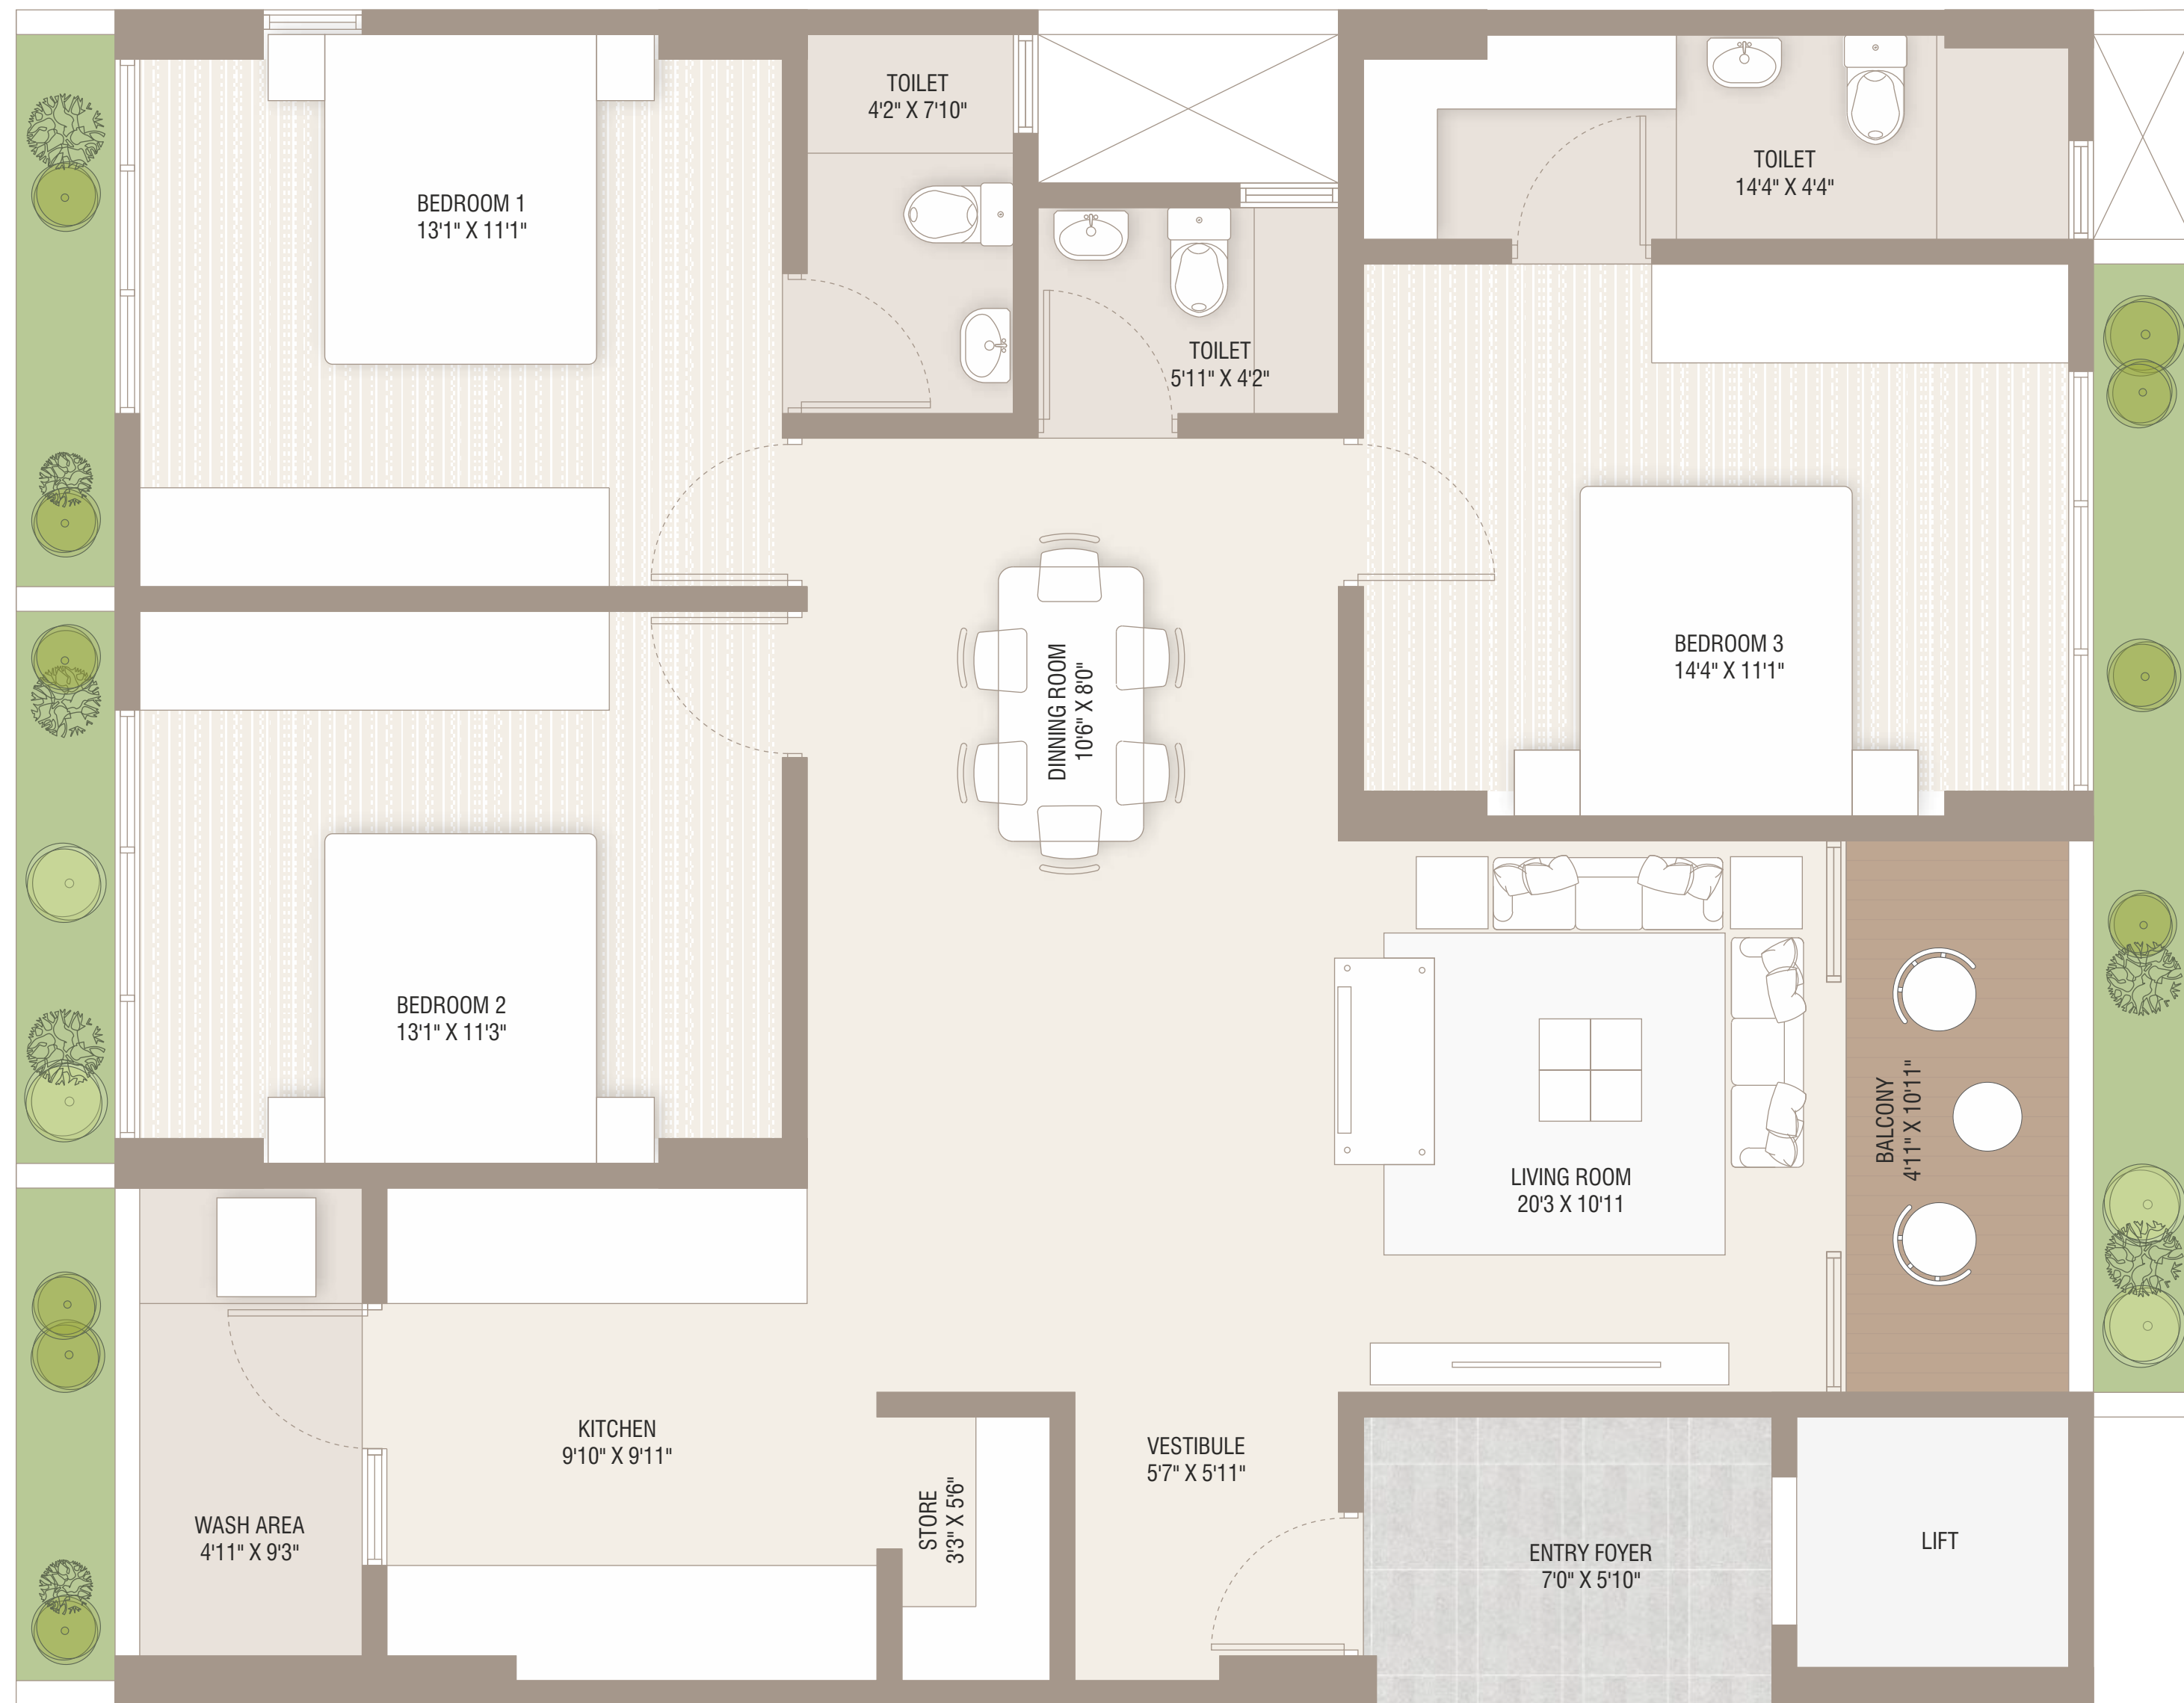 TOILET
4'2" X 7'10"
TOILET
14'4" X 4'4"
BEDROOM 1
13'1" X 11'1"
TOILET
5'11" X 4'2"
DINNING ROOM
10'6" X 8'0"
BEDROOM 3
14'4" X 11'1"
BEDROOM 2
13'1" X 11'3"
BALCONY
4'11" X 10'11"
LIVING ROOM
20'3 X 10'11
KITCHEN
9'10" X 9'11"
VESTIBULE
5'7" X 5'11"
STORE
3'3" X 5'6"
WASH AREA
4'11" X 9'3"
ENTRY FOYER
7'0" X 5'10"
LIFT